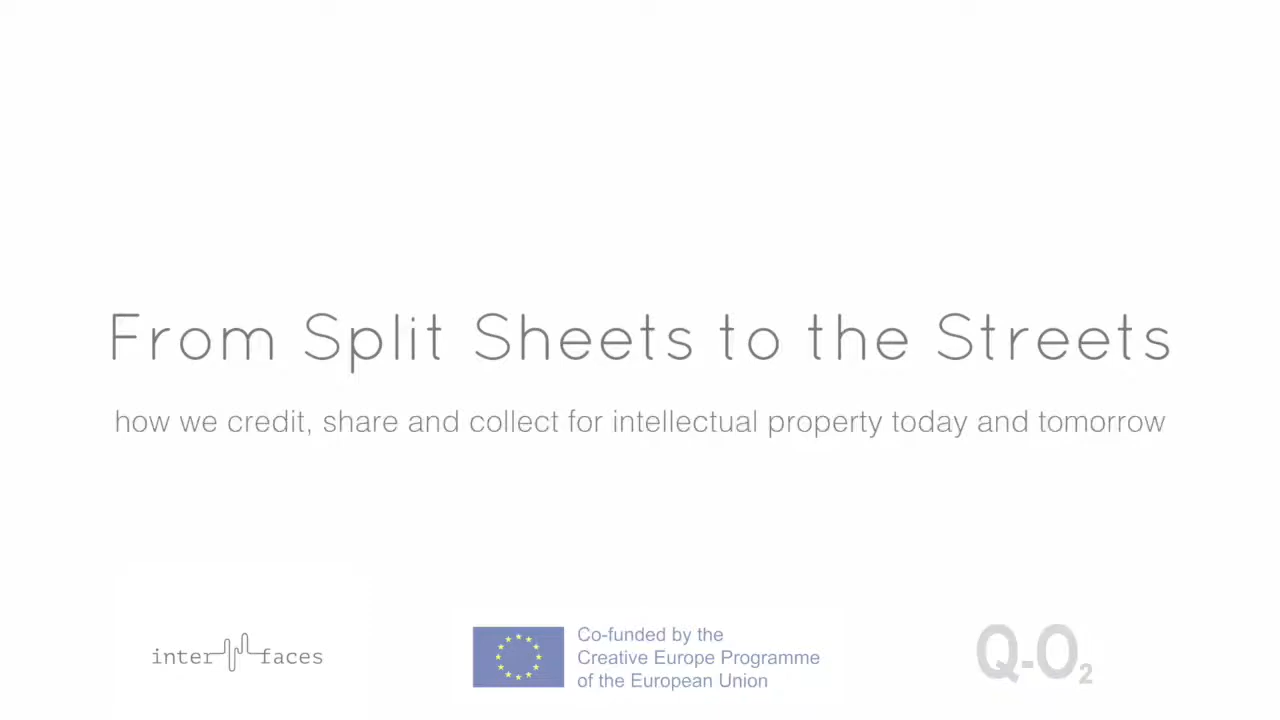 From Split Sheets to the Streets
how we credit, share and collect for intellectual property today and tomorrow
inter faces
Co-funded by the
Creative Europe Programme
of the European Union
Q-O2